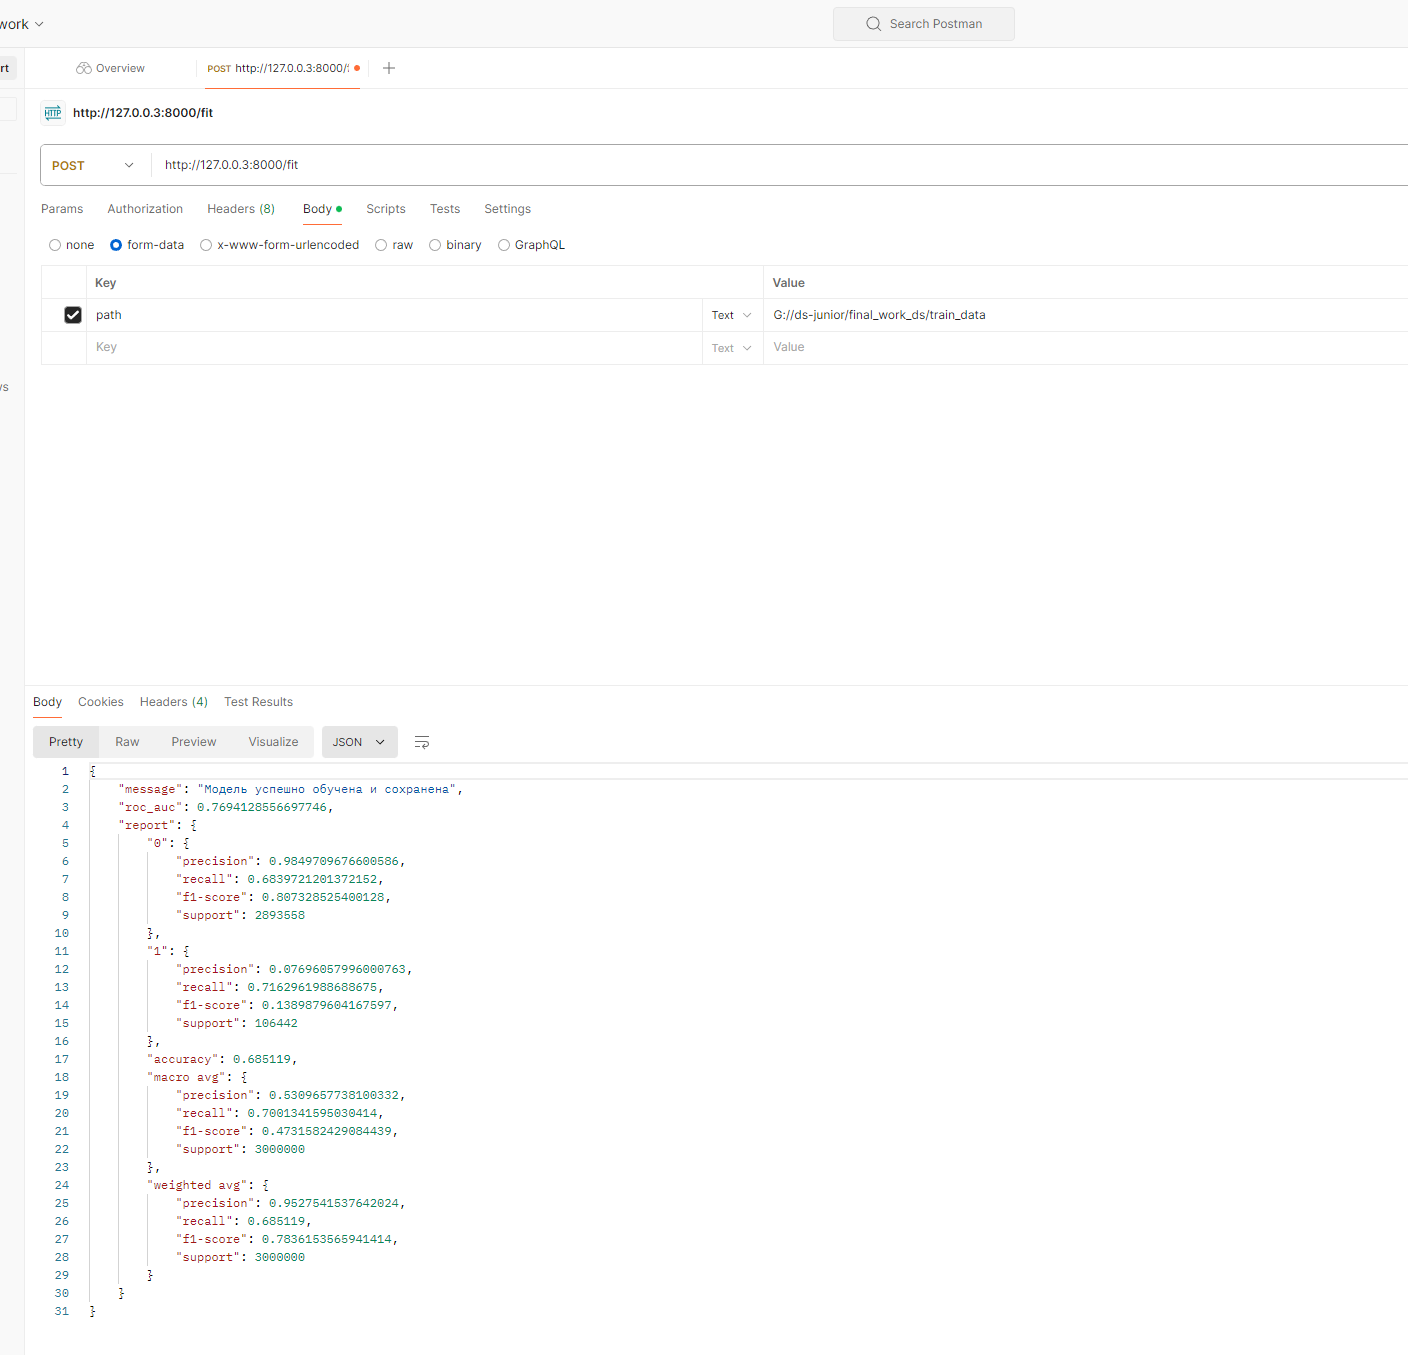 work
Search Postman
rt
Overview
POST http://127.0.0.3:8000/
HTTP http://127.0.0.3:8000/fit
POST http://127.0.0.3:8000/fit
Params Authorization Headers (8) Body Scripts Tests Settings
none form-data x-www-form-urlencoded raw binary GraphQL
Key Value
path Text G://ds-junior/final_work_ds/train_data
Key Text Value
vs
Body Cookies Headers (4) Test Results
Pretty Raw Preview Visualize JSON
1 {
2 "message": "Модель успешно обучена и сохранена",
3 "roc_auc": 0.7694128556697746,
4 "report": {
5 "0": {
6 "precision": 0.9849709676600586,
7 "recall": 0.6839721201372152,
8 "f1-score": 0.807328525400128,
9 "support": 2893558
10 },
11 "1": {
12 "precision": 0.07696057996000763,
13 "recall": 0.7162961988688675,
14 "f1-score": 0.1389879604167597,
15 "support": 106442
16 },
17 "accuracy": 0.685119,
18 "macro avg": {
19 "precision": 0.5309657738100332,
20 "recall": 0.7001341595030414,
21 "f1-score": 0.4731582429084439,
22 "support": 3000000
23 },
24 "weighted avg": {
25 "precision": 0.9527541537642024,
26 "recall": 0.685119,
27 "f1-score": 0.7836153565941414,
28 "support": 3000000
29 }
30 }
31 }